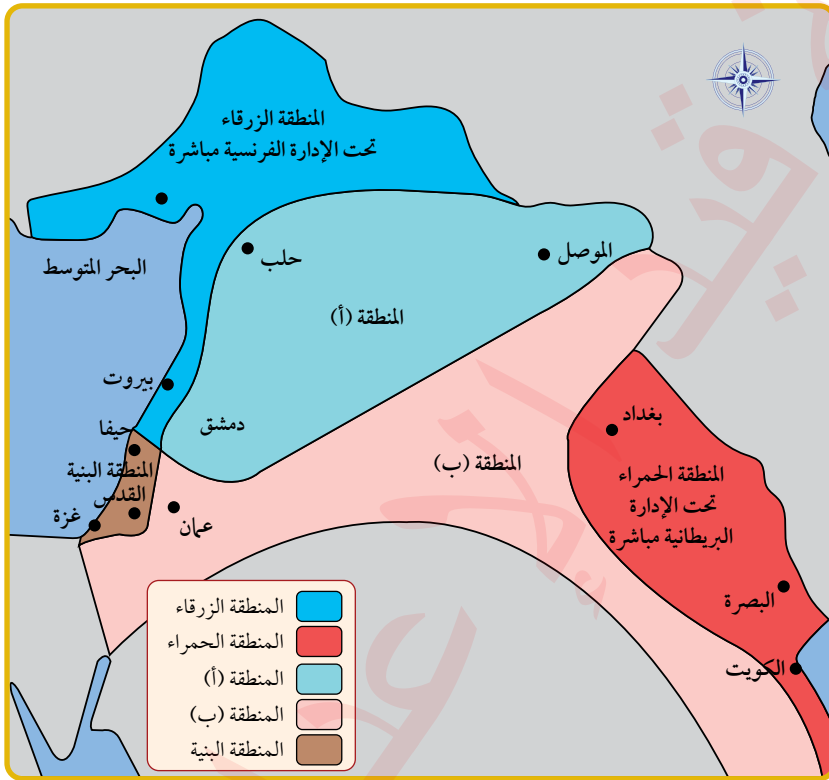 المنطقة الزرقاء
تحت الإدارة الفرنسية مباشرة
البحر المتوسط
حلب
الموصل
المنطقة (أ)
بيروت
دمشق
حيفا
المنطقة البنية
القدس
غزة
عمان
المنطقة (ب)
بغداد
المنطقة الحمراء
تحت الإدارة
البريطانية مباشرة
البصرة
الكويت
المنطقة الزرقاء
المنطقة الحمراء
المنطقة (أ)
المنطقة (ب)
المنطقة البنية